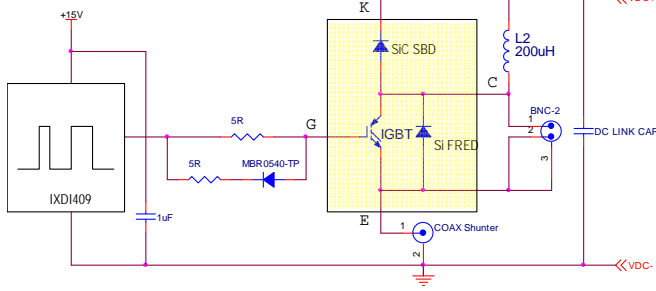 +15V
K
VDC+
SiC SBD
L2
200uH
C
BNC-2
1
2
3
5R
G
IGBT
Si FRED
DC LINK CAP
5R
MBR0540-TP
IXDI409
1uF
E
1
COAX Shunter
2
VDC-